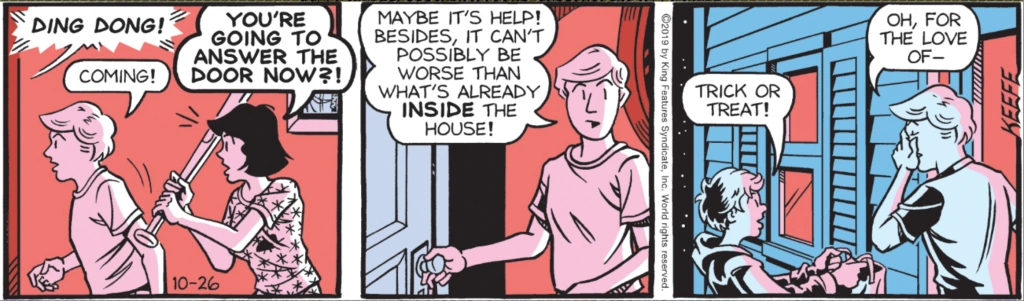 DING DONG!
COMING!
YOU'RE
GOING TO
ANSWER THE
DOOR NOW?!
10-26
MAYBE IT'S HELP!
BESIDES, IT CAN'T
POSSIBLY BE
WORSE THAN
WHAT'S ALREADY
INSIDE THE
HOUSE!
©2019 by King Features Syndicate, Inc. World rights reserved.
TRICK OR
TREAT!
OH, FOR
THE LOVE
OF—
KEEFE